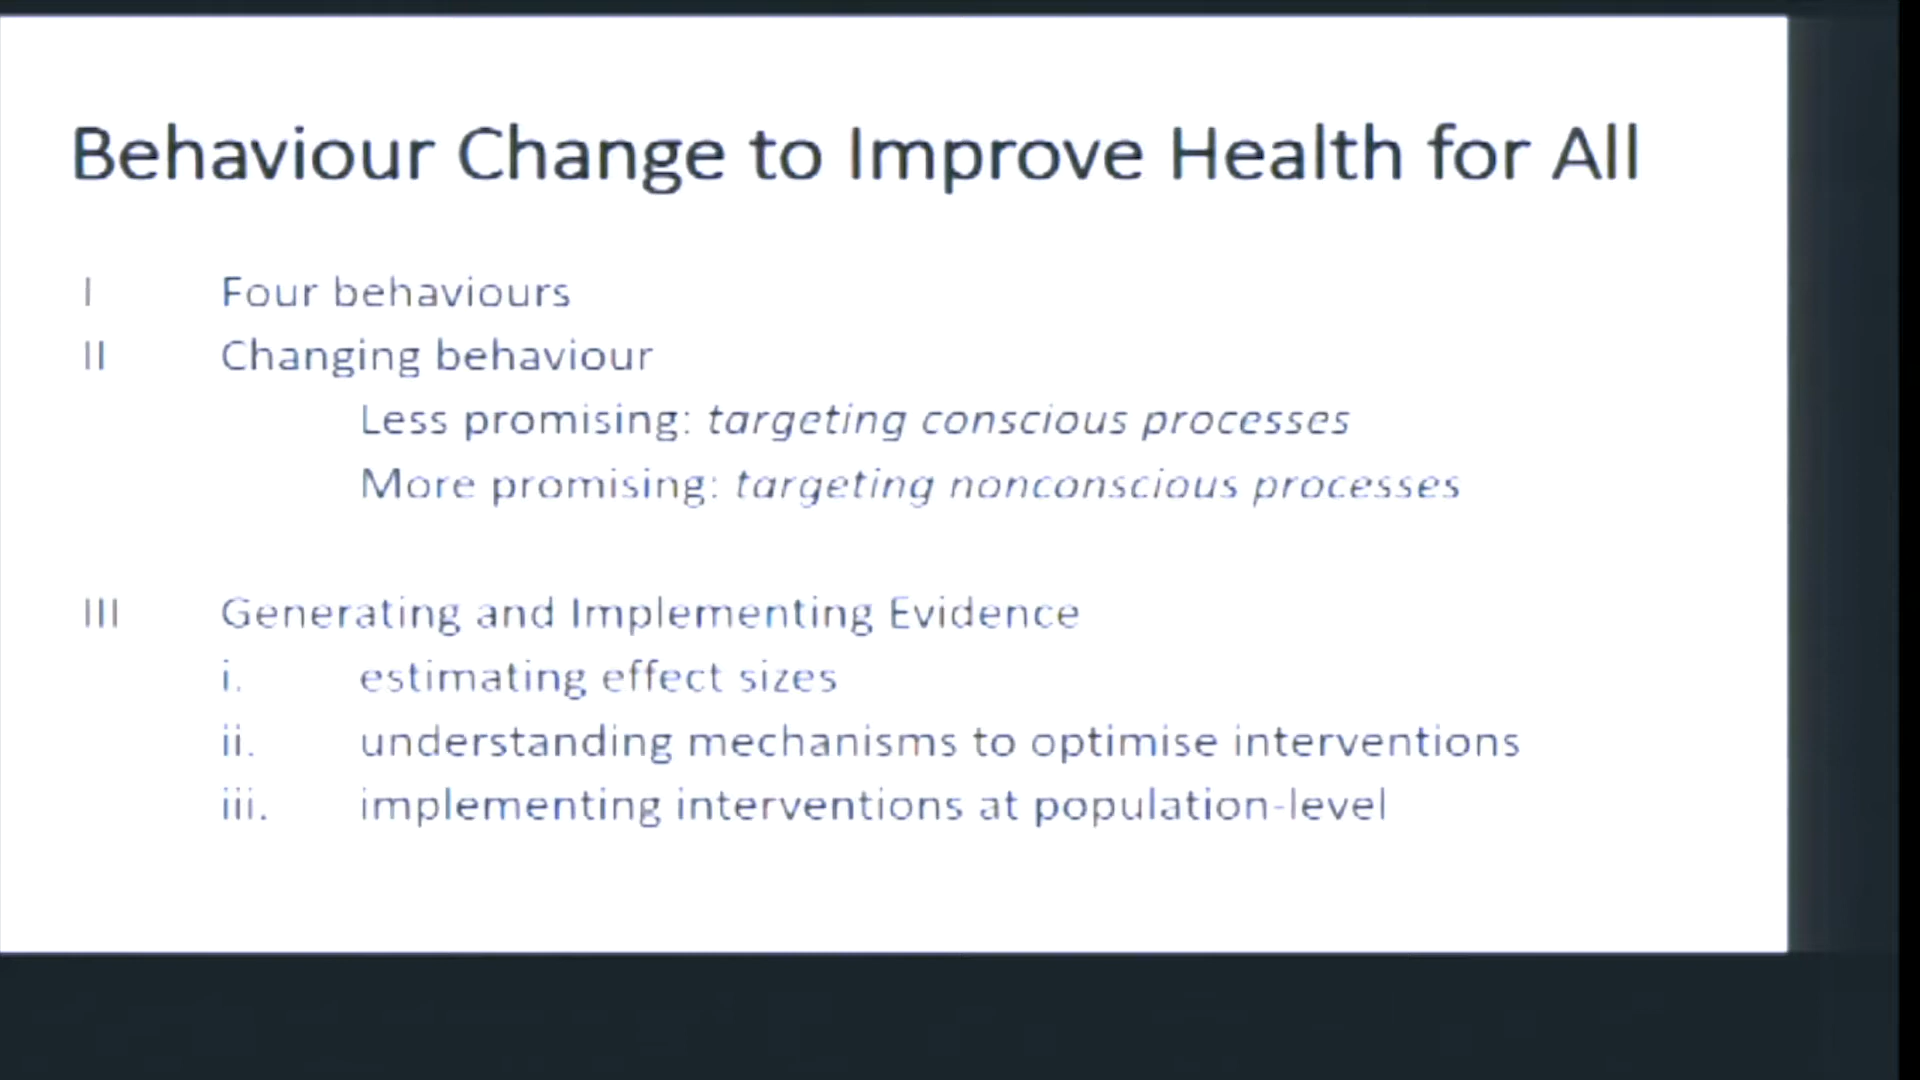 Behaviour Change to Improve Health for All
I Four behaviours
II Changing behaviour
Less promising: targeting conscious processes
More promising: targeting nonconscious processes
III Generating and Implementing Evidence
i. estimating effect sizes
ii. understanding mechanisms to optimise interventions
iii. implementing interventions at population-level